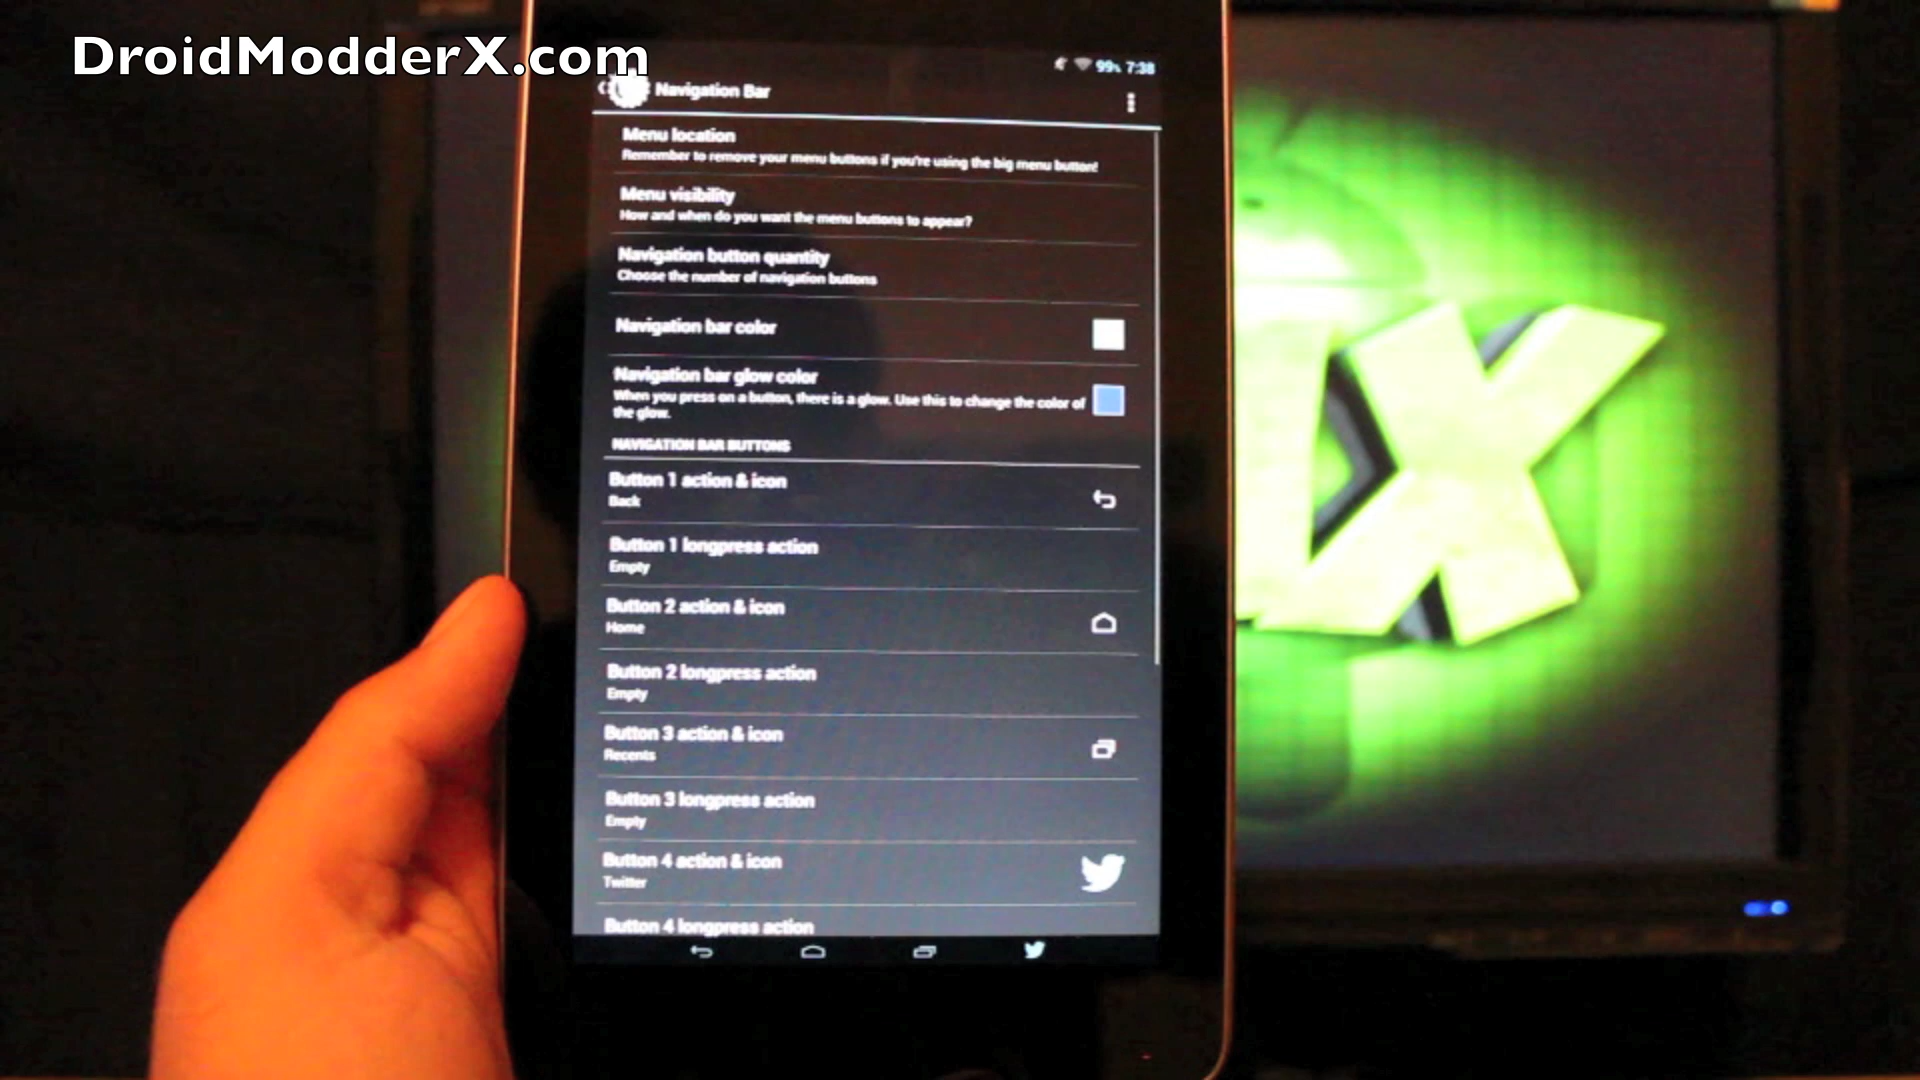 DroidModderX.com
99% 7:38
Navigation Bar
Menu location
Remember to remove your menu buttons if you're using the big menu button!
Menu visibility
How and when do you want the menu buttons to appear?
Navigation button quantity
Choose the number of navigation buttons
Navigation bar color
Navigation bar glow color
When you press on a button, there is a glow. Use this to change the color of
the glow.
NAVIGATION BAR BUTTONS
Button 1 action & icon
Back
Button 1 longpress action
Empty
Button 2 action & icon
Home
Button 2 longpress action
Empty
Button 3 action & icon
Recents
Button 3 longpress action
Empty
Button 4 action & icon
Twitter
Button 4 longpress action
X